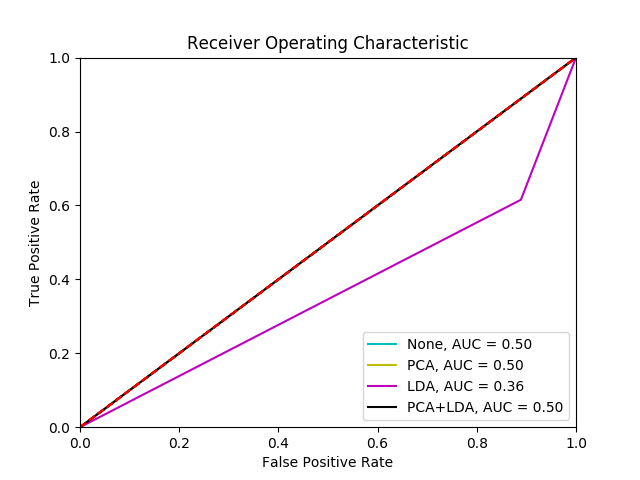 Receiver Operating Characteristic
1.0
0.8
0.6
0.4
0.2
0.0
True Positive Rate
None, AUC = 0.50
PCA, AUC = 0.50
LDA, AUC = 0.36
PCA+LDA, AUC = 0.50
0.0 0.2 0.4 0.6 0.8 1.0
False Positive Rate